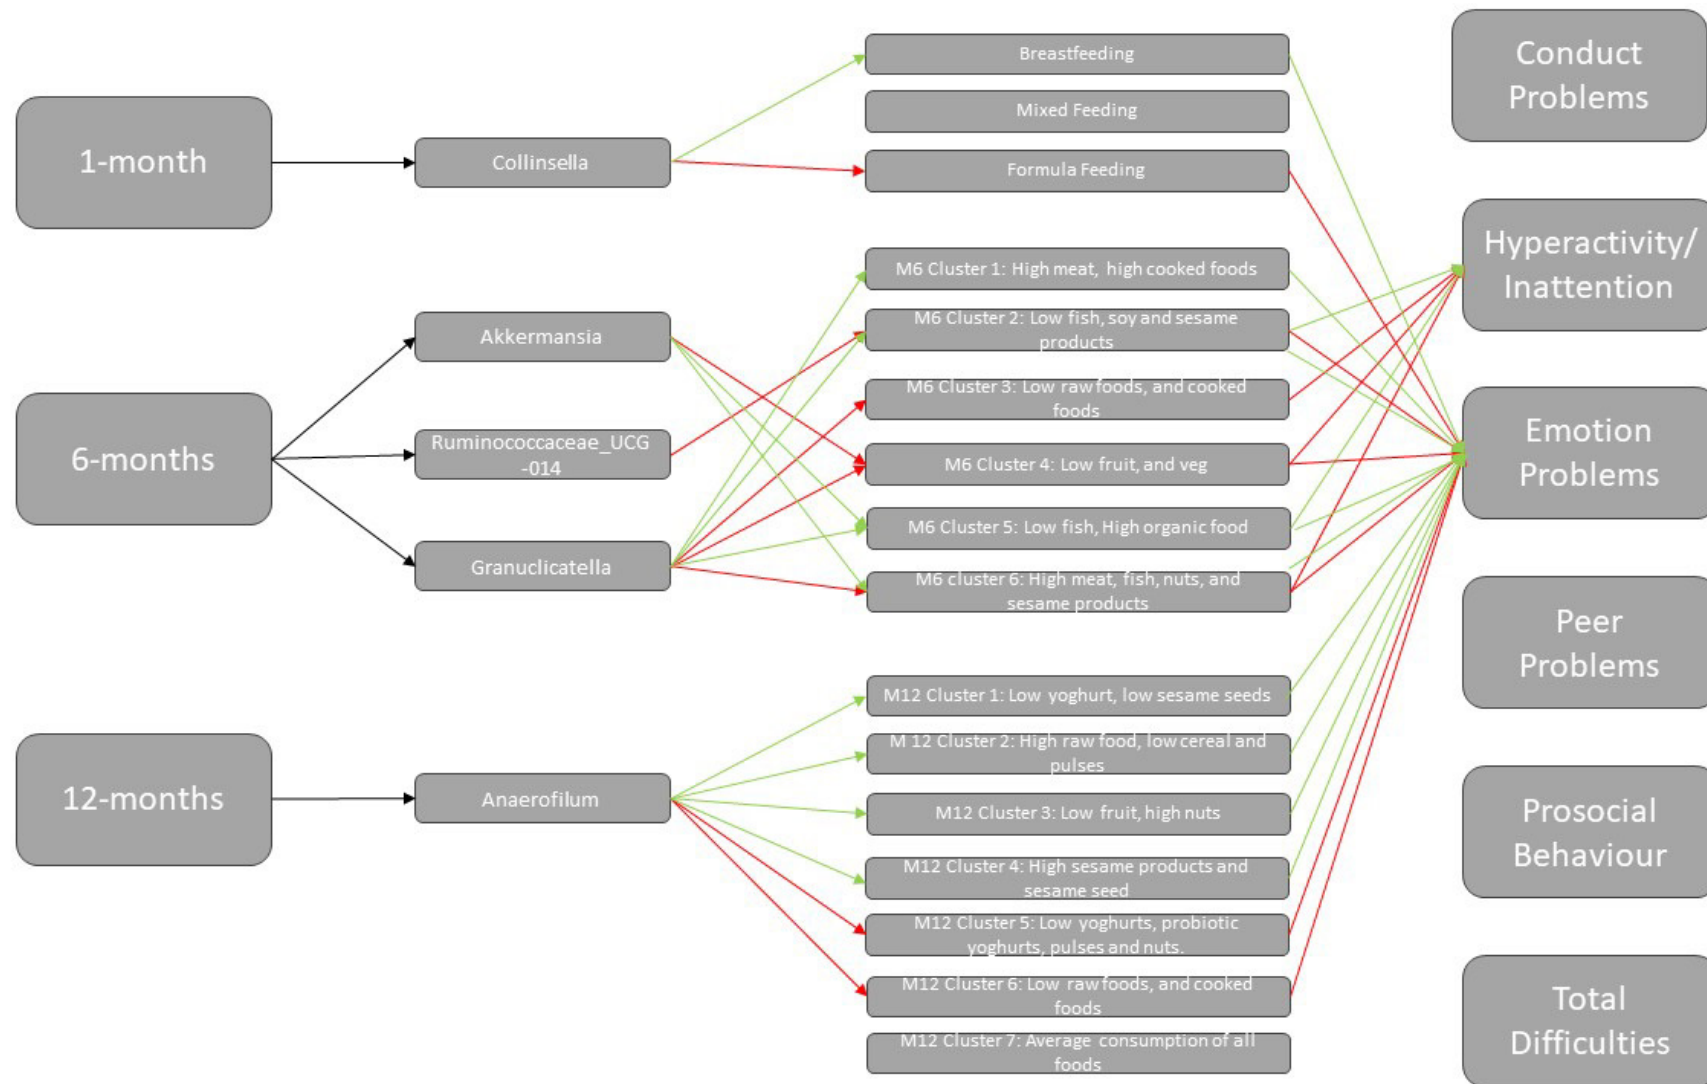 1-month
6-months
12-months
Collinsella
Akkermansia
Ruminococcaceae_UCG
-014
Granuclicatella
Anaerofilum
Breastfeeding
Mixed Feeding
Formula Feeding
M6 Cluster 1: High meat, high cooked foods
M6 Cluster 2: Low fish, soy and sesame
products
M6 Cluster 3: Low raw foods, and cooked
foods
M6 Cluster 4: Low fruit, and veg
M6 Cluster 5: Low fish, High organic food
M6 cluster 6: High meat, fish, nuts, and
sesame products
M12 Cluster 1: Low yoghurt, low sesame seeds
M 12 Cluster 2: High raw food, low cereal and
pulses
M12 Cluster 3: Low fruit, high nuts
M12 Cluster 4: High sesame products and
sesame seed
M12 Cluster 5: Low yoghurts, probiotic
yoghurts, pulses and nuts.
M12 Cluster 6: Low raw foods, and cooked
foods
M12 Cluster 7: Average consumption of all
foods
Conduct
Problems
Hyperactivity/
Inattention
Emotion
Problems
Peer
Problems
Prosocial
Behaviour
Total
Difficulties